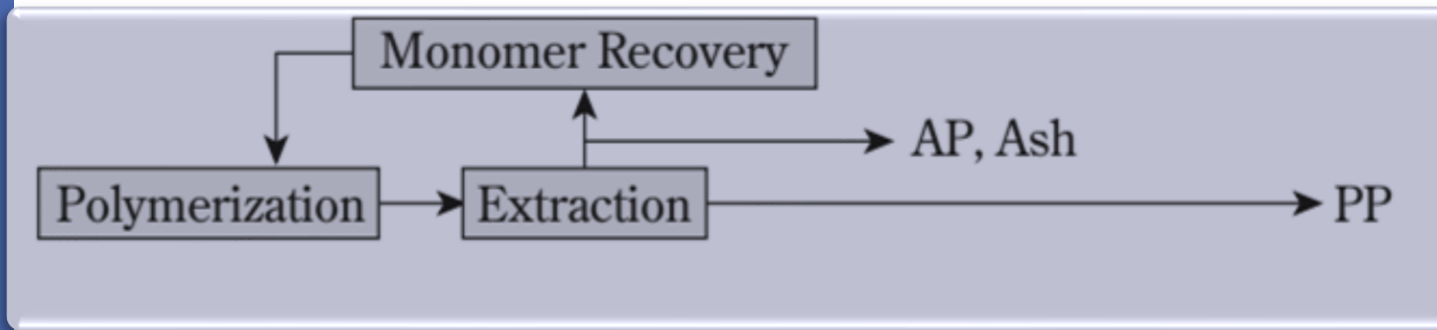 Monomer Recovery
AP, Ash
Polymerization
Extraction
PP